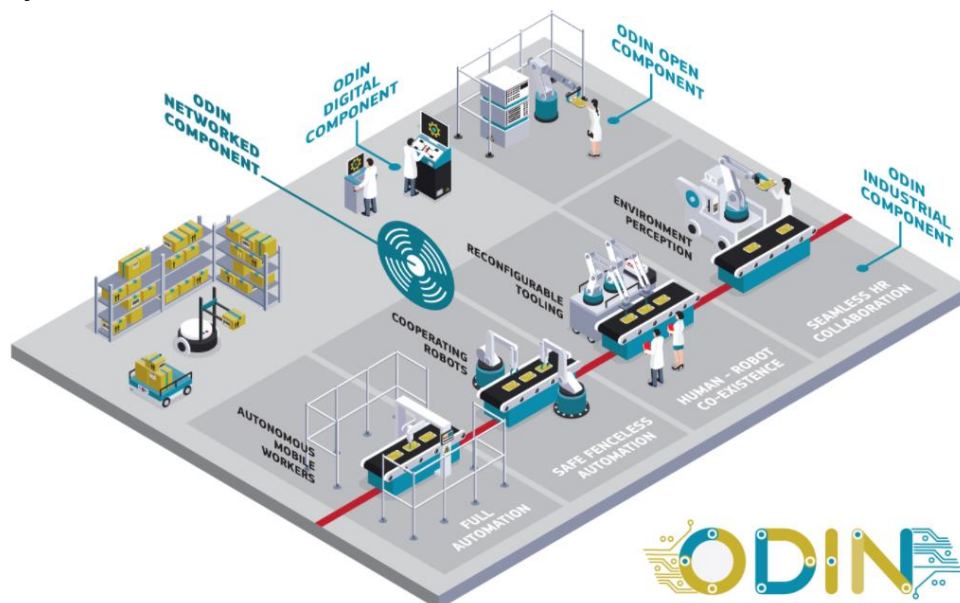 ODIN OPEN
COMPONENT
ODIN
DIGITAL
COMPONENT
ODIN
NETWORKED
COMPONENT
ODIN
INDUSTRIAL
COMPONENT
ENVIRONMENT
PERCEPTION
RECONFIGURABLE
TOOLING
COOPERATING
ROBOTS
AUTONOMOUS
MOBILE
WORKERS
SEAMLESS HR
COLLABORATION
HUMAN - ROBOT
CO-EXISTENCE
SAFE FENCELESS
AUTOMATION
FULL
AUTOMATION
ODIN